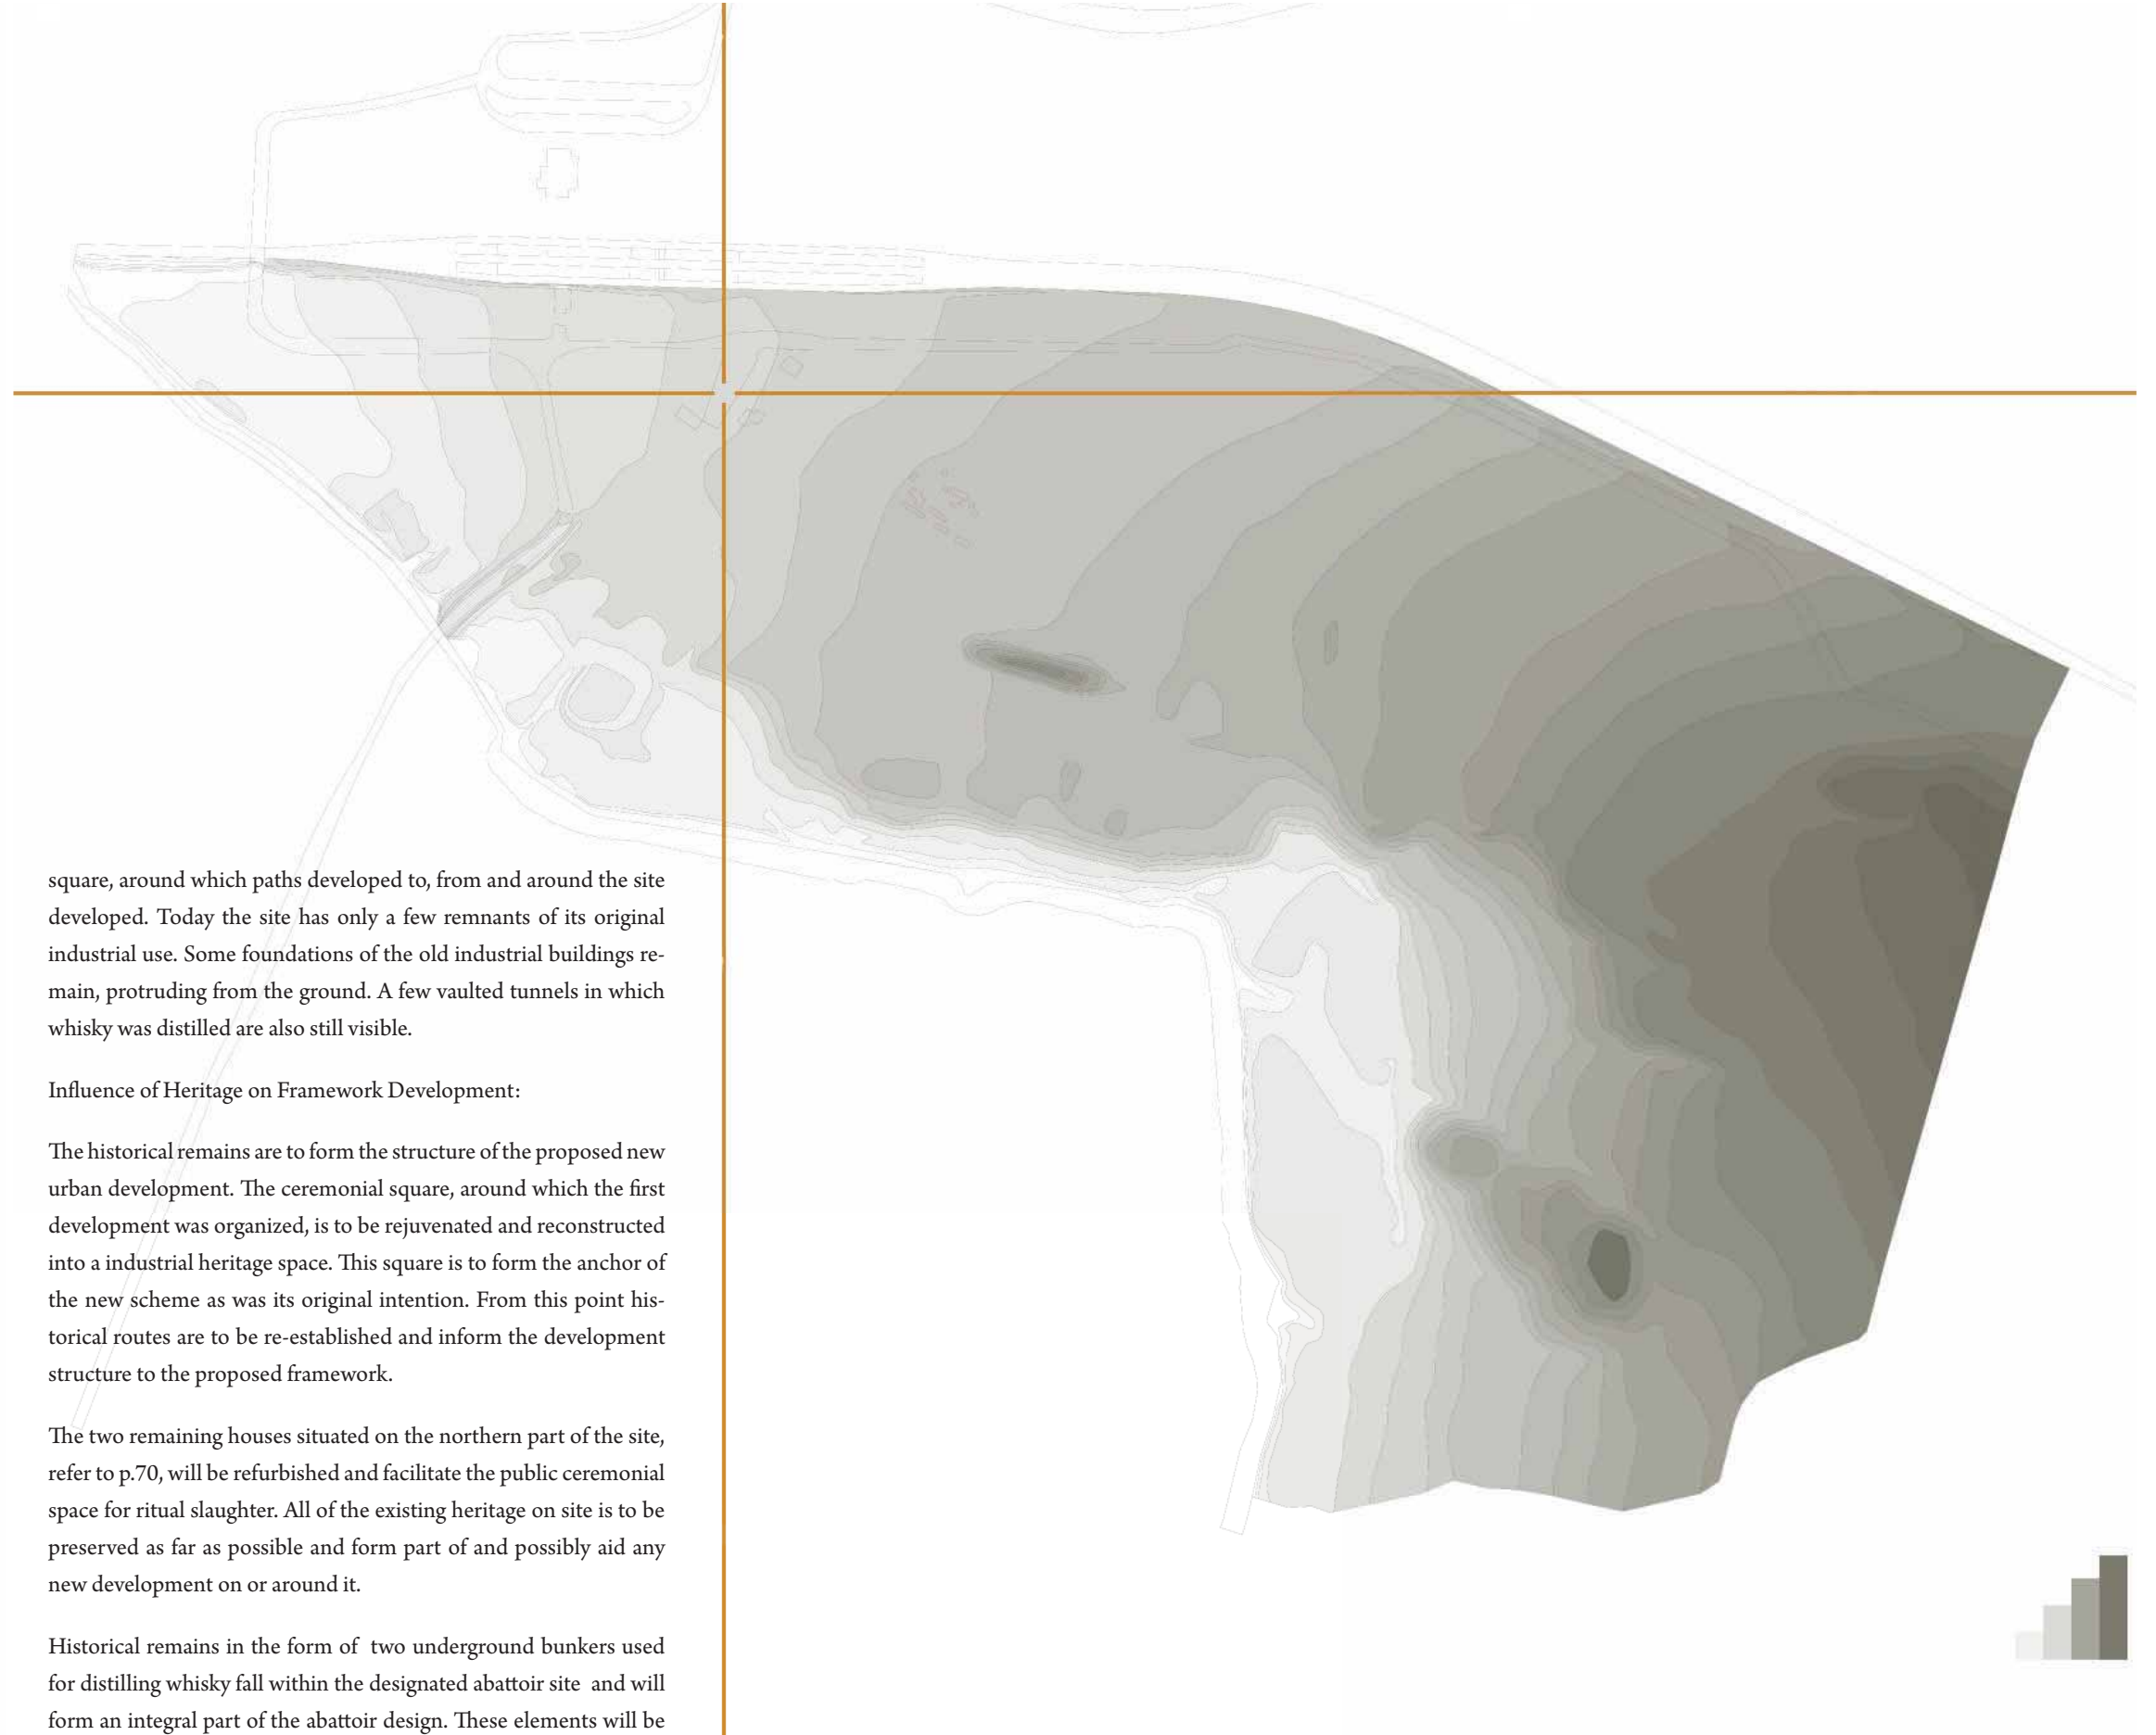 square, around which paths developed to, from and around the site
developed. Today the site has only a few remnants of its original
industrial use. Some foundations of the old industrial buildings re-
main, protruding from the ground. A few vaulted tunnels in which
whisky was distilled are also still visible.
Influence of Heritage on Framework Development:
The historical remains are to form the structure of the proposed new
urban development. The ceremonial square, around which the first
development was organized, is to be rejuvenated and reconstructed
into a industrial heritage space. This square is to form the anchor of
the new scheme as was its original intention. From this point his-
torical routes are to be re-established and inform the development
structure to the proposed framework.
The two remaining houses situated on the northern part of the site,
refer to p.70, will be refurbished and facilitate the public ceremonial
space for ritual slaughter. All of the existing heritage on site is to be
preserved as far as possible and form part of and possibly aid any
new development on or around it.
Historical remains in the form of two underground bunkers used
for distilling whisky fall within the designated abattoir site and will
form an integral part of the abattoir design. These elements will be